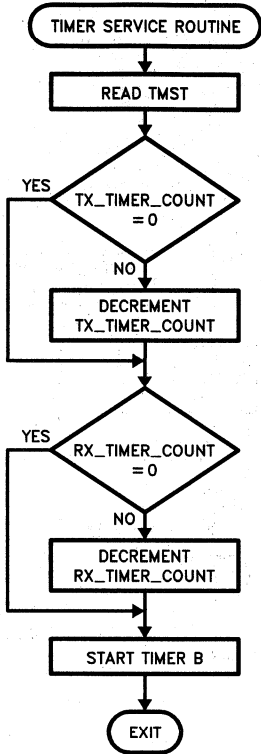 TIMER SERVICE ROUTINE
READ TMST
YES
TX_TIMER_COUNT
=0
NO
DECREMENT
TX_TIMER_COUNT
YES
RX_TIMER_COUNT
=0
NO
DECREMENT
RX_TIMER_COUNT
START TIMER B
EXIT